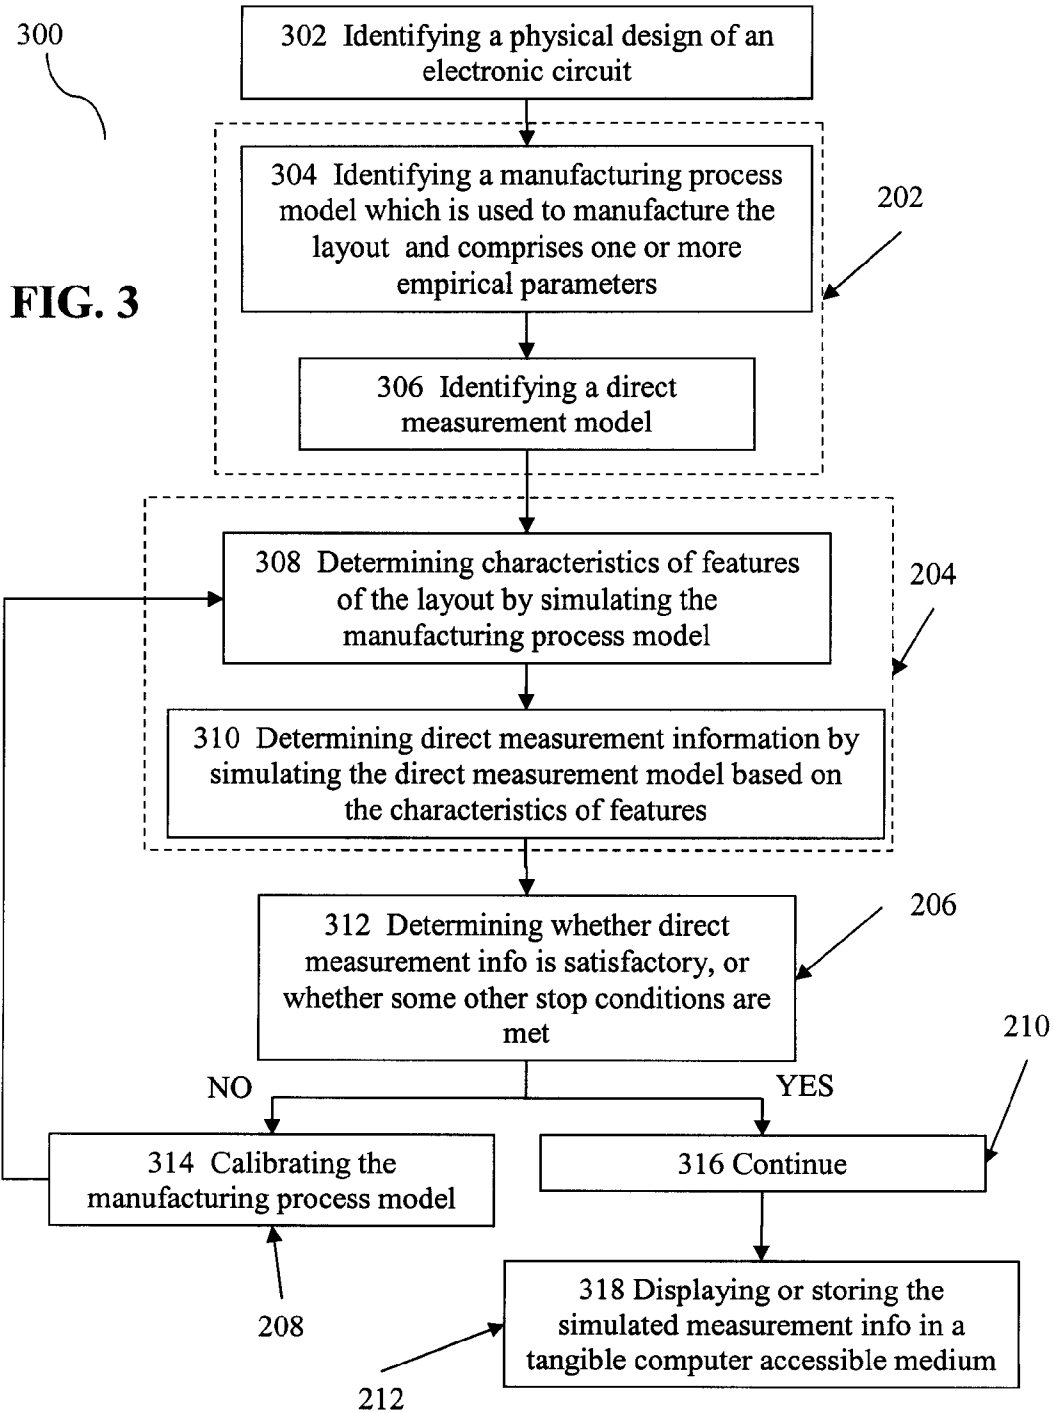 300
302 Identifying a physical design of an
electronic circuit
304 Identifying a manufacturing process
model which is used to manufacture the
layout and comprises one or more
empirical parameters
202
FIG. 3
306 Identifying a direct
measurement model
308 Determining characteristics of features
of the layout by simulating the
manufacturing process model
204
310 Determining direct measurement information by
simulating the direct measurement model based on
the characteristics of features
312 Determining whether direct
measurement info is satisfactory, or
whether some other stop conditions are
met
206
210
NO
YES
314 Calibrating the
manufacturing process model
316 Continue
208
318 Displaying or storing the
simulated measurement info in a
tangible computer accessible medium
212